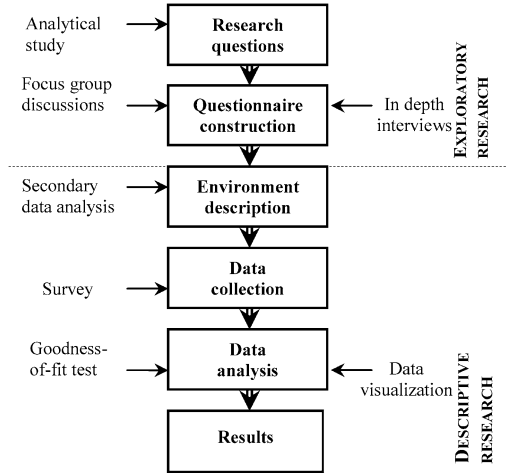 Analytical
study
Research
questions
Focus group
discussions
Questionnaire
construction
In depth
interviews
EXPLORATORY
RESEARCH
Secondary
data analysis
Environment
description
Survey
Data
collection
Goodness-
of-fit test
Data
analysis
Data
visualization
Results
DESCRIPTIVE
RESEARCH